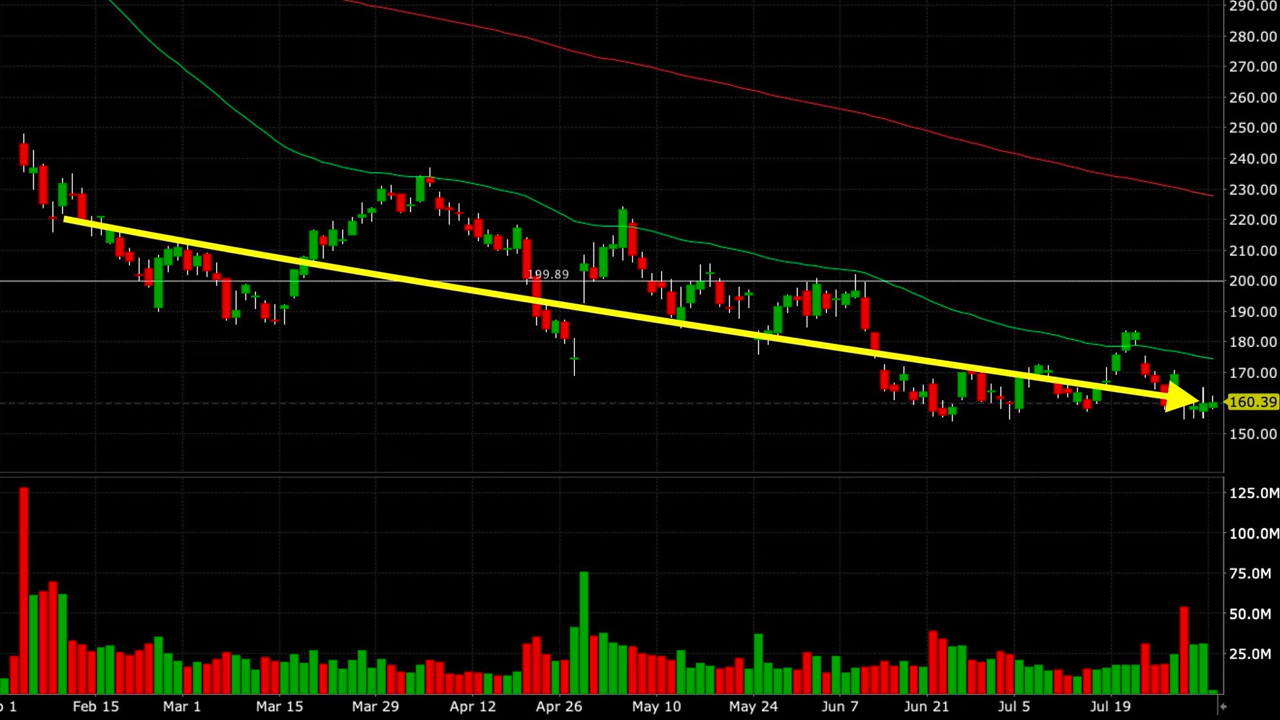 290.00
280.00
270.00
260.00
250.00
240.00
230.00
220.00
210.00
199.89
200.00
190.00
180.00
170.00
160.39
150.00
125.0M
100.0M
75.0M
50.0M
25.0M
1 Feb 15 Mar 1 Mar 15 Mar 29 Apr 12 Apr 26 May 10 May 24 Jun 7 Jun 21 Jul 5 Jul 19